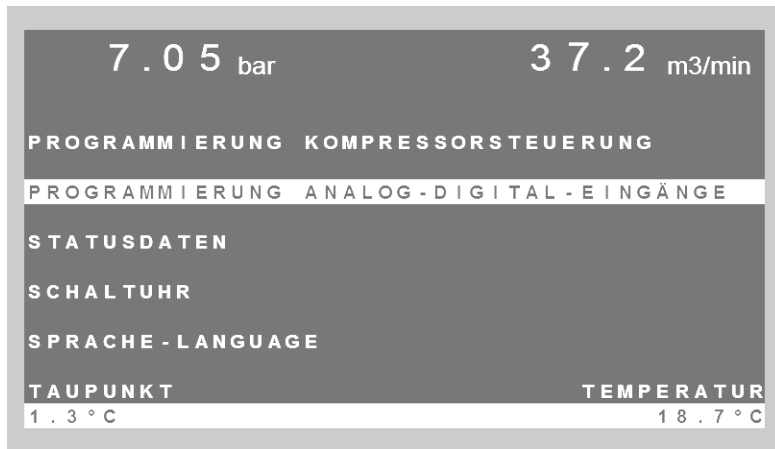 7.05 bar 37.2 m3/min
PROGRAMMIERUNG KOMPRESSORSTEUERUNG
PROGRAMMIERUNG ANALOG-DIGITAL-EINGÄNGE
STATUSDATEN
SCHALTUHR
SPRACHE-LANGUAGE
TAUPUNKT TEMPERATUR
1.3°C 18.7°C